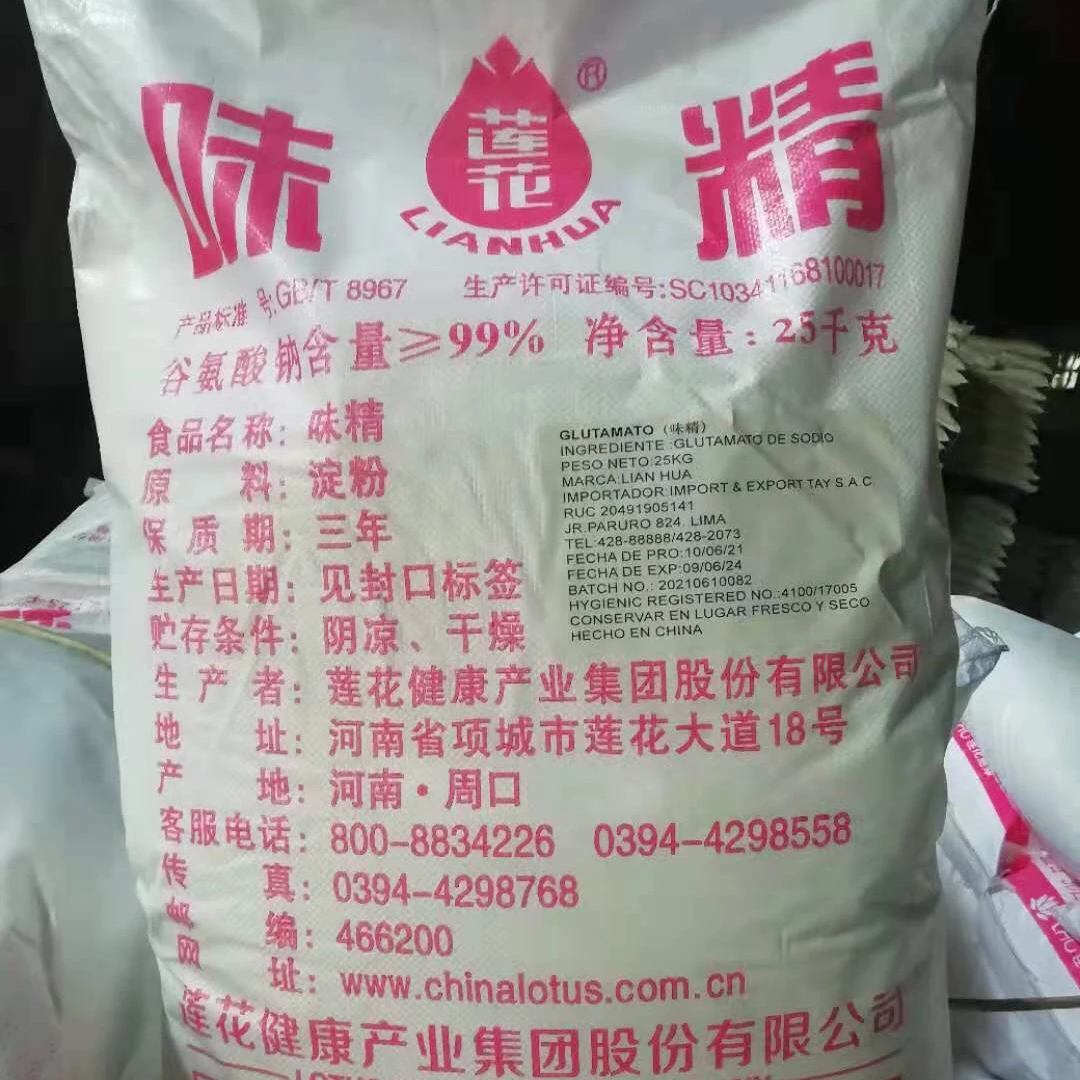 味精
莲花
®
LIANHUA
产品标准号:GB/T 8967 生产许可证编号:SC10341168100017
谷氨酸钠含量≥99% 净含量:25千克
食品名称:味精
原料:淀粉
保质期:三年
生产日期:见封口标签
贮存条件:阴凉、干燥
GLUTAMATO (味精)
INGREDIENTE :GLUTAMATO DE SODIO
PESO NETO:25KG
MARCA:LIAN HUA
IMPORTADOR:IMPORT & EXPORT TAY S.A.C
RUC 20491905141
JR.PARURO 824. LIMA
TEL:428-88888/428-2073
FECHA DE PRO:10/06/21
FECHA DE EXP:09/06/24
BATCH NO.: 20210610082
HYGIENIC REGISTERED NO.:4100/17005
CONSERVAR EN LUGAR FRESCO Y SECO
HECHO EN CHINA
生产者:莲花健康产业集团股份有限公司
地址:河南省项城市莲花大道18号
产地:河南·周口
客服电话:800-8834226 0394-4298558
传真:0394-4298768
邮编:466200
网址:www.chinalotus.com.cn
莲花健康产业集团股份有限公司